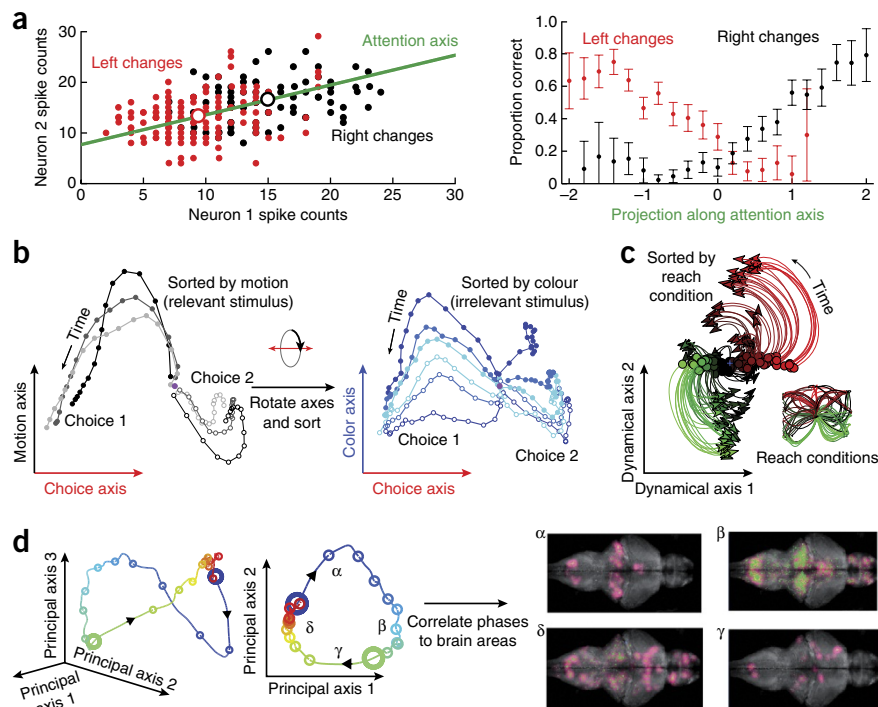 a
30
20
10
0
Neuron 2 spike counts
Left changes
Attention axis
Right changes
0 5 10 15 20 25 30
Neuron 1 spike counts
1.0
0.8
0.6
0.4
0.2
0
Proportion correct
Left changes
Right changes
–2 –1 0 1 2
Projection along attention axis
b
Motion axis
Time
Sorted by motion
(relevant stimulus)
Choice 1
Choice 2
Choice axis
Rotate axes
and sort
Color axis
Time
Sorted by colour
(irrelevant stimulus)
Choice 1
Choice 2
Choice axis
c
Sorted by
reach
condition
Time
Dynamical axis 2
Dynamical axis 1
Reach conditions
d
Principal axis 3
Principal axis 2
Principal
axis 1
Principal axis 2
α
β
δ
γ
Principal axis 1
Correlate phases
to brain areas
α
β
δ
γ